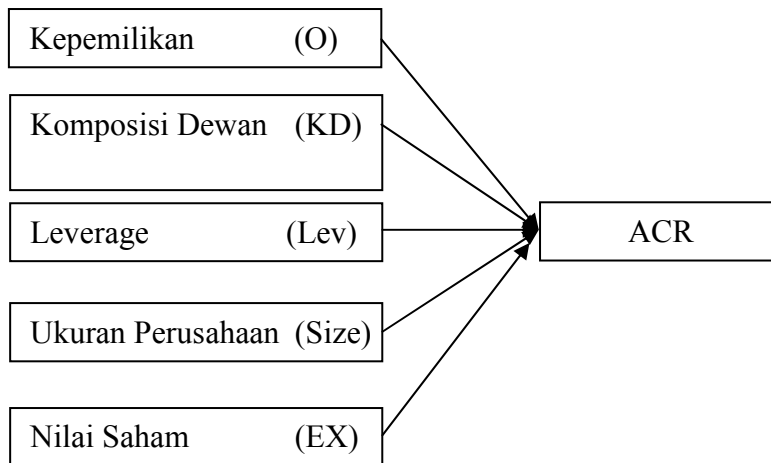 Kepemilikan (O)
Komposisi Dewan (KD)
Leverage (Lev)
ACR
Ukuran Perusahaan (Size)
Nilai Saham (EX)